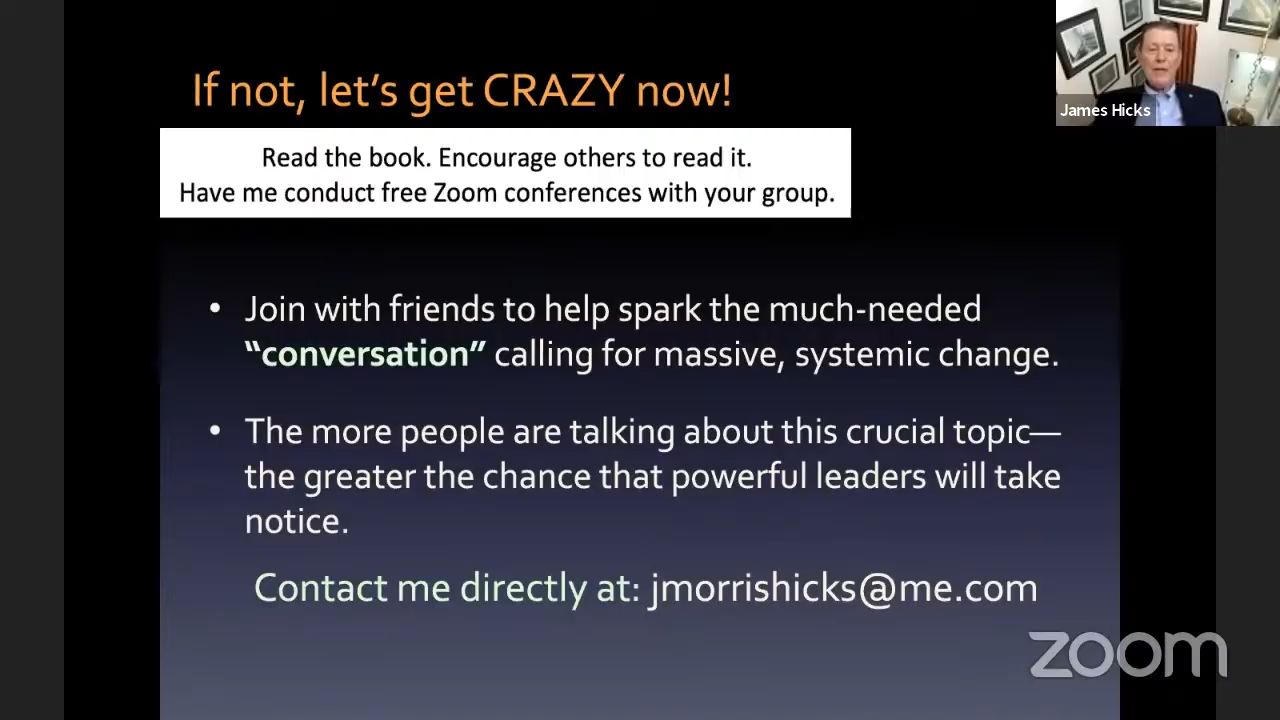 If not, let's get CRAZY now!
James Hicks
Read the book. Encourage others to read it.
Have me conduct free Zoom conferences with your group.
• Join with friends to help spark the much-needed
“conversation” calling for massive, systemic change.
• The more people are talking about this crucial topic—
the greater the chance that powerful leaders will take
notice.
Contact me directly at: jmorrishicks@me.com
zoom